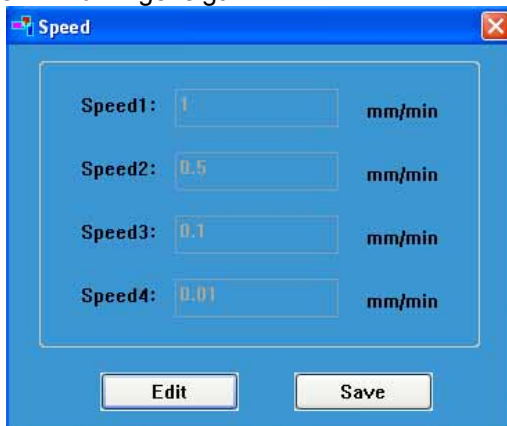 Speed
Speed1: 1 mm/min
Speed2: 0.5 mm/min
Speed3: 0.1 mm/min
Speed4: 0.01 mm/min
Edit Save